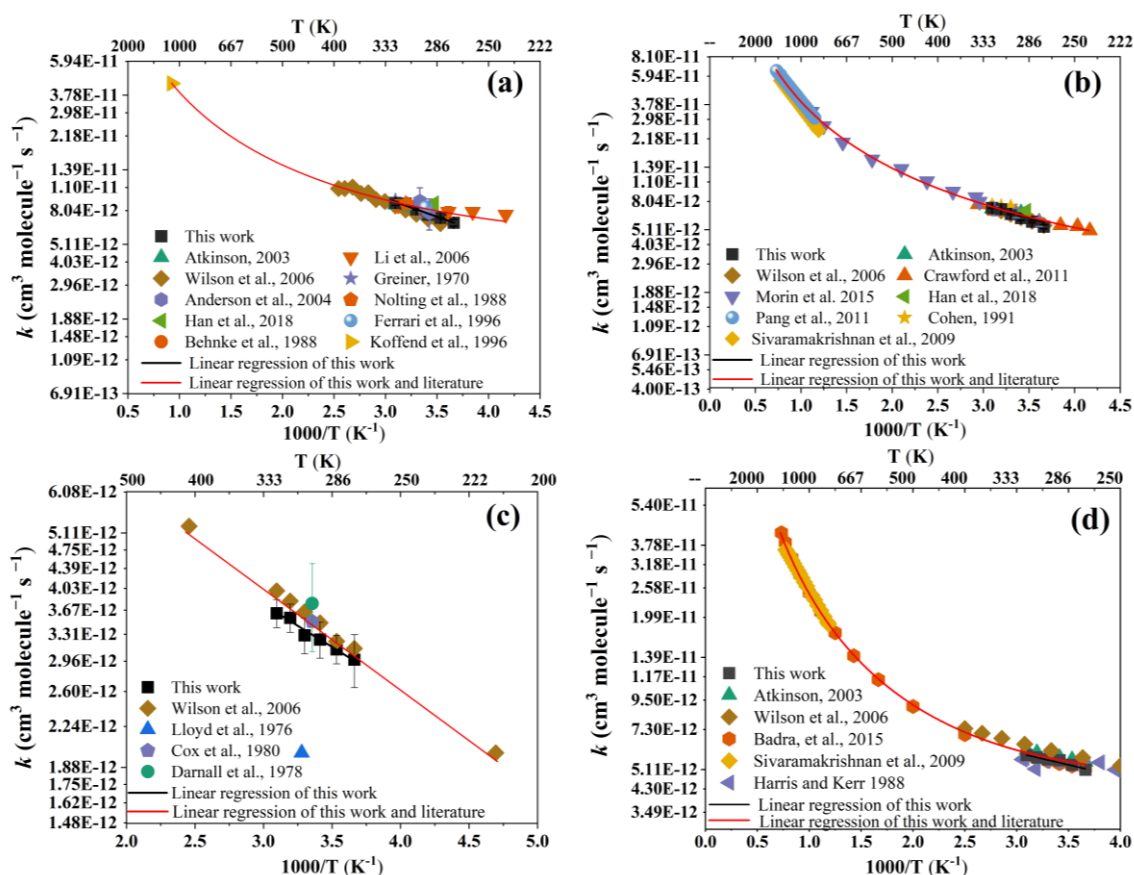 T (K)
2000 1000 667 500 400 333 286 250 222
(a)
5.94E-11
3.78E-11
2.98E-11
2.18E-11
1.39E-11
1.10E-11
8.04E-12
5.11E-12
4.03E-12
2.96E-12
1.88E-12
1.48E-12
1.09E-12
6.91E-13
k (cm³ molecule⁻¹ s⁻¹)
This work
Atkinson, 2003
Wilson et al., 2006
Anderson et al., 2004
Han et al., 2018
Behnke et al., 1988
Li et al., 2006
Greiner, 1970
Nolting et al., 1988
Ferrari et al., 1996
Koffend et al., 1996
Linear regression of this work
Linear regression of this work and literature
0.5 1.0 1.5 2.0 2.5 3.0 3.5 4.0 4.5
1000/T (K⁻¹)
T (K)
-- 2000 1000 667 500 400 333 286 250 222
(b)
8.10E-11
5.94E-11
3.78E-11
2.98E-11
2.18E-11
1.39E-11
1.10E-11
8.04E-12
5.11E-12
4.03E-12
2.96E-12
1.88E-12
1.48E-12
1.09E-12
6.91E-13
5.46E-13
4.00E-13
k (cm³ molecule⁻¹ s⁻¹)
This work
Wilson et al., 2006
Morin et al. 2015
Pang et al., 2011
Sivaramakrishnan et al., 2009
Atkinson, 2003
Crawford et al., 2011
Han et al., 2018
Cohen, 1991
Linear regression of this work
Linear regression of this work and literature
0.0 0.5 1.0 1.5 2.0 2.5 3.0 3.5 4.0 4.5
1000/T (K⁻¹)
T (K)
500 400 333 286 250 222 200
(c)
6.08E-12
5.11E-12
4.75E-12
4.39E-12
4.03E-12
3.67E-12
3.31E-12
2.96E-12
2.60E-12
2.24E-12
1.88E-12
1.75E-12
1.62E-12
1.48E-12
k (cm³ molecule⁻¹ s⁻¹)
This work
Wilson et al., 2006
Lloyd et al., 1976
Cox et al., 1980
Darnall et al., 1978
Linear regression of this work
Linear regression of this work and literature
2.0 2.5 3.0 3.5 4.0 4.5 5.0
1000/T (K⁻¹)
T (K)
-- 2000 1000 667 500 400 333 286 250
(d)
5.40E-11
3.78E-11
3.18E-11
2.58E-11
1.99E-11
1.39E-11
1.17E-11
9.50E-12
7.30E-12
5.11E-12
4.30E-12
3.49E-12
k (cm³ molecule⁻¹ s⁻¹)
This work
Atkinson, 2003
Wilson et al., 2006
Badra, et al., 2015
Sivaramakrishnan et al., 2009
Harris and Kerr 1988
Linear regression of this work
Linear regression of this work and literature
0.0 0.5 1.0 1.5 2.0 2.5 3.0 3.5 4.0
1000/T (K⁻¹)